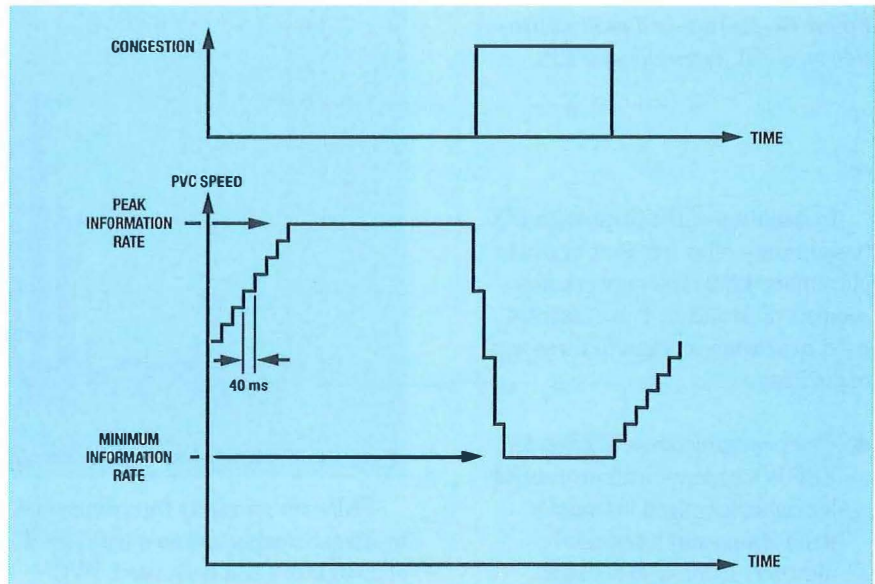 CONGESTION
TIME
PVC SPEED
PEAK
INFORMATION
RATE
40 ms
MINIMUM
INFORMATION
RATE
TIME